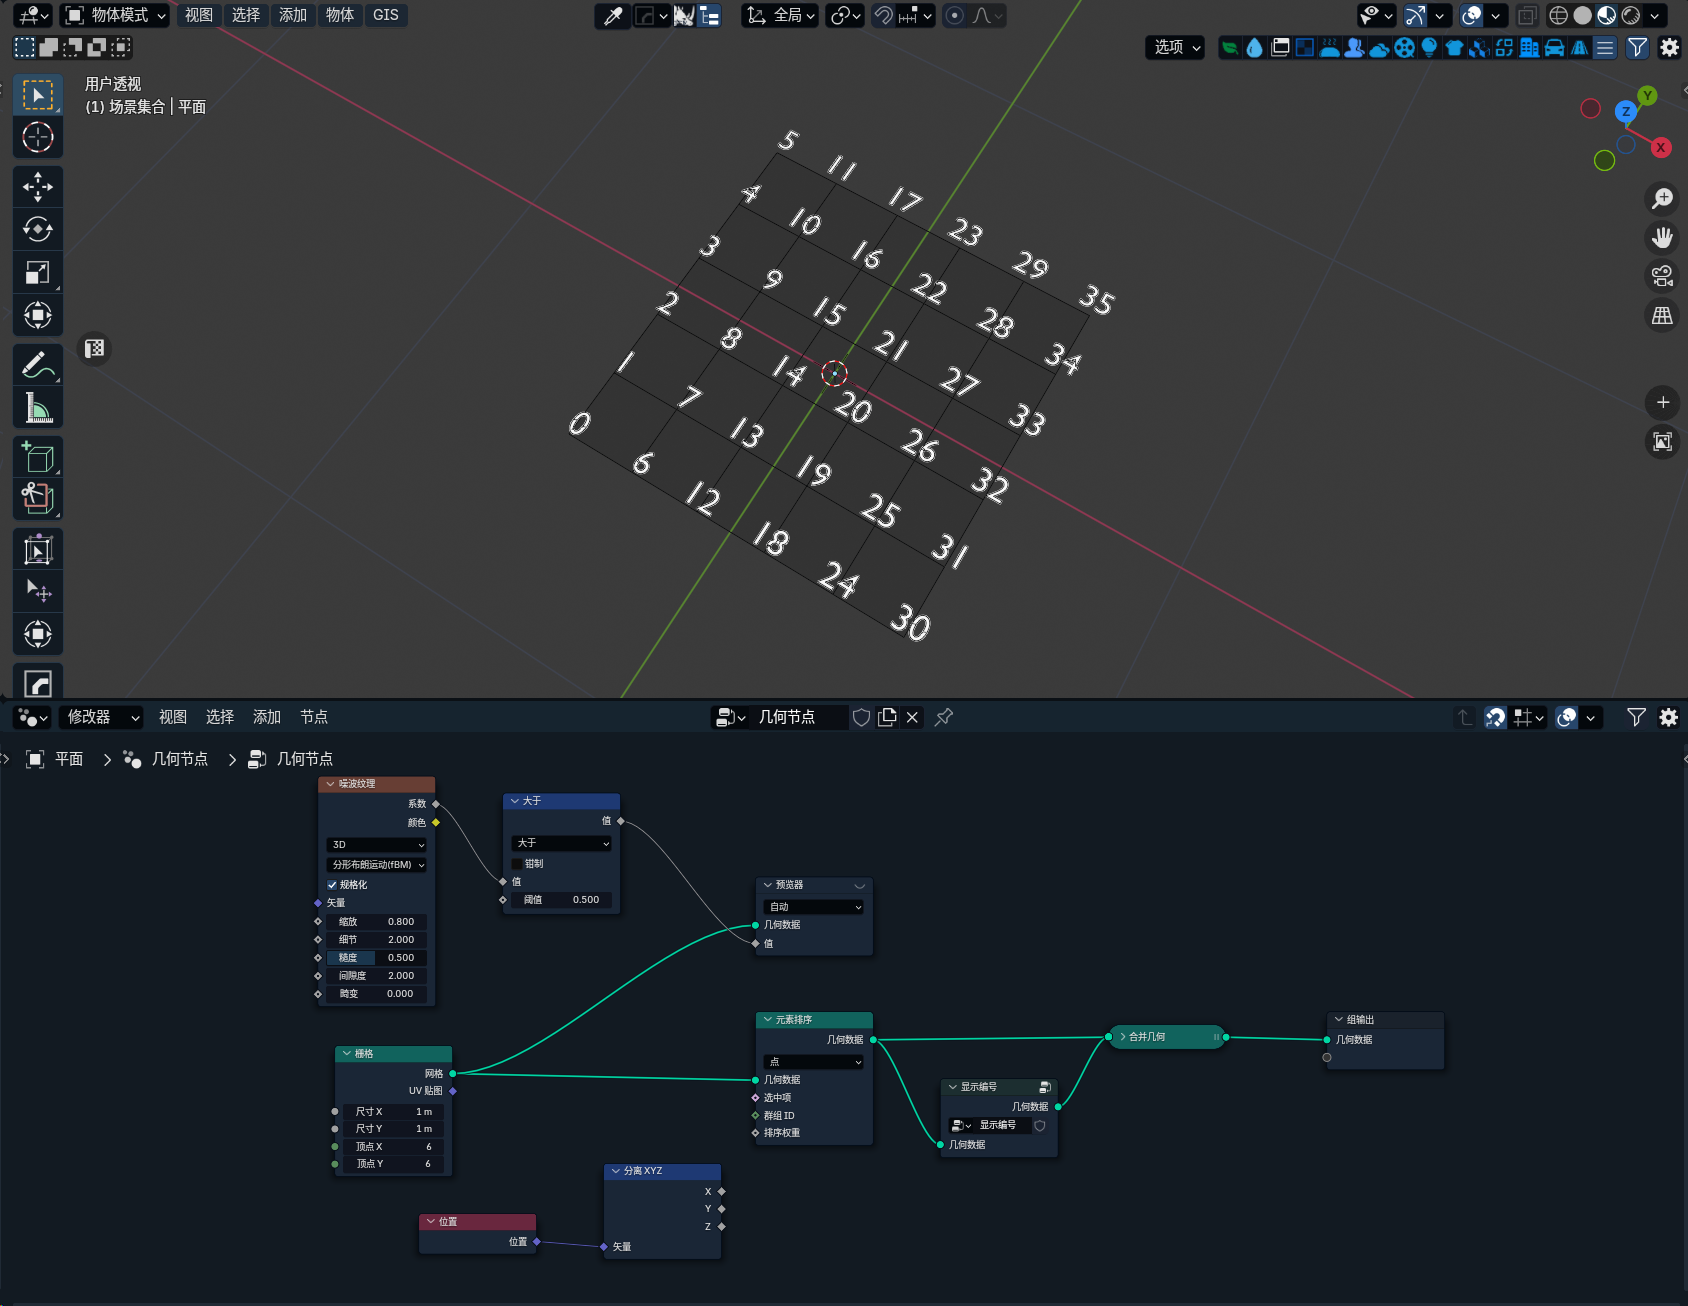 物体模式 视图 选择 添加 物体 GIS 全局
选项
用户透视
(1) 场景集合 | 平面
Y
Z
X
5
11
4
17
10
23
3
16
29
9
22
35
2
15
28
8
21
34
1
14
27
7
20
33
0
13
26
6
19
32
12
25
18
31
24
30
修改器 视图 选择 添加 节点 几何节点
平面 几何节点 几何节点
噪波纹理
系数
颜色
3D
分形布朗运动(fBM)
规格化
矢量
缩放 0.800
细节 2.000
糙度 0.500
间隙度 2.000
畸变 0.000
大于
值
大于
钳制
值
阈值 0.500
预览器
自动
几何数据
值
栅格
网格
UV 贴图
尺寸 X 1 m
尺寸 Y 1 m
顶点 X 6
顶点 Y 6
元素排序
几何数据
点
几何数据
选中项
群组 ID
排序权重
合并几何
组输出
几何数据
显示编号
几何数据
显示编号
几何数据
位置
位置
分离 XYZ
X
Y
Z
矢量